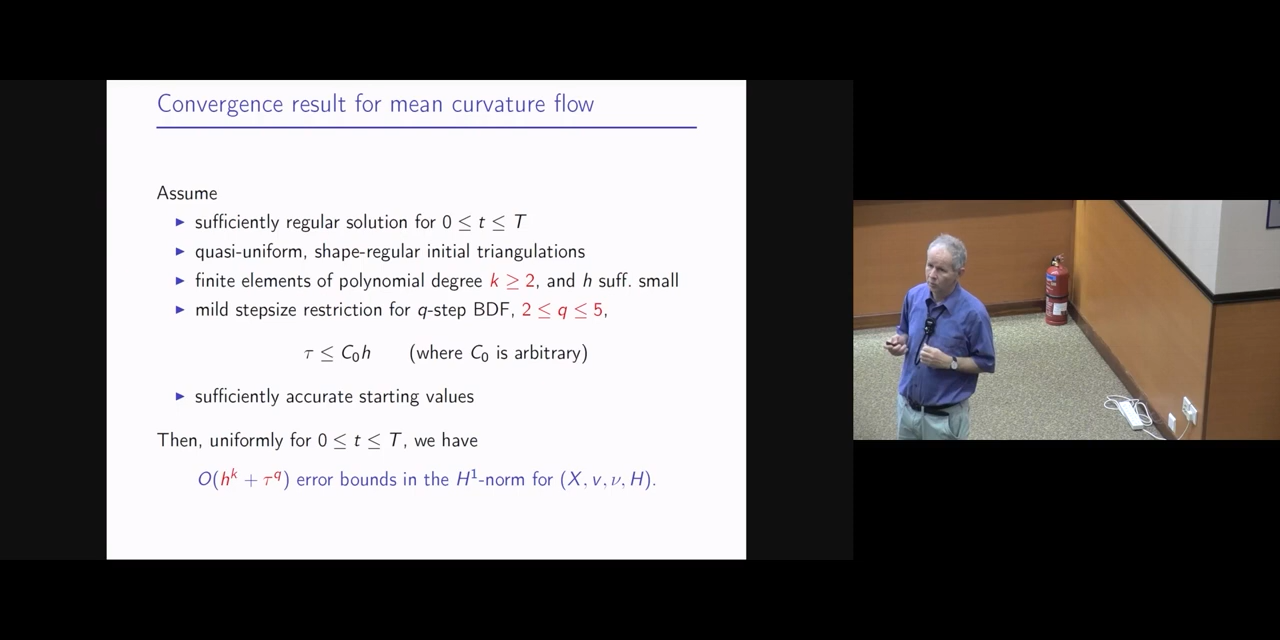 Convergence result for mean curvature flow
Assume
▶ sufficiently regular solution for 0 ≤ t ≤ T
▶ quasi-uniform, shape-regular initial triangulations
▶ finite elements of polynomial degree k ≥ 2, and h suff. small
▶ mild stepsize restriction for q-step BDF, 2 ≤ q ≤ 5,
τ ≤ C₀h (where C₀ is arbitrary)
▶ sufficiently accurate starting values
Then, uniformly for 0 ≤ t ≤ T, we have
O(hᵏ + τ^q) error bounds in the H¹-norm for (X, v, ν, H).